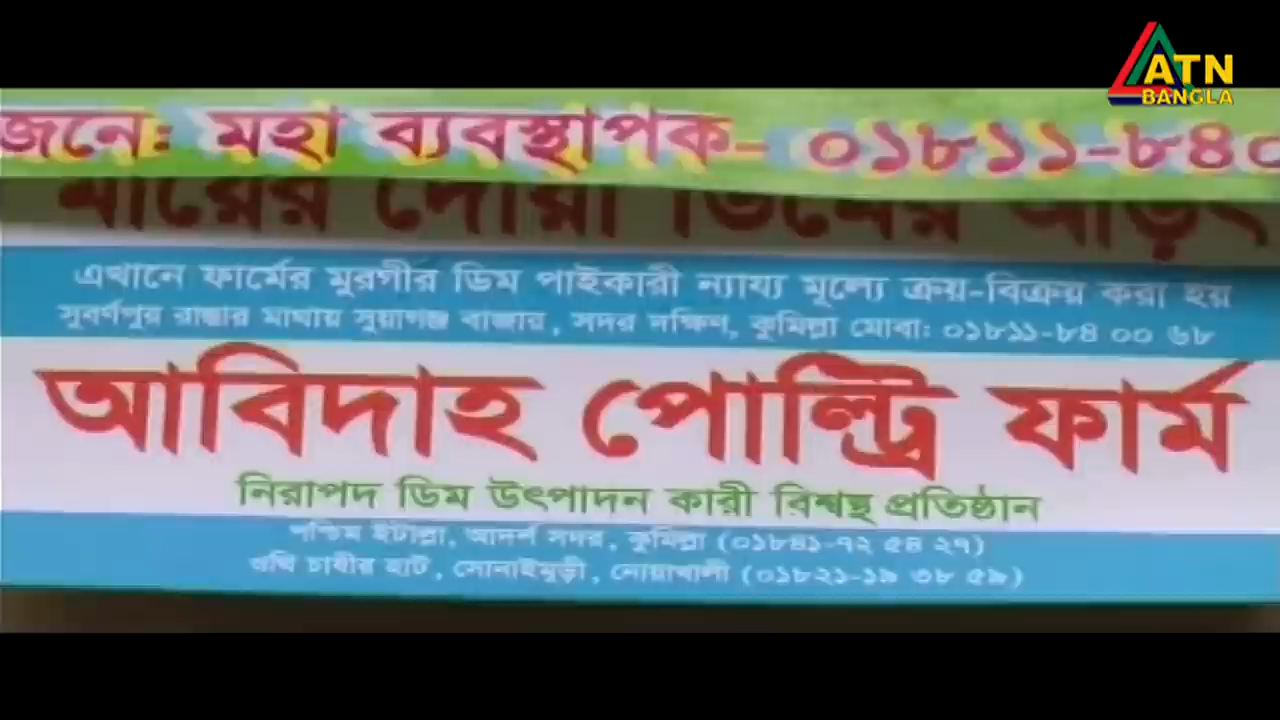 ATN
BANGLA
জনে: মহা ব্যবস্থাপক- ০১৮১১-৮৪০
মায়ের দোয়া ডিমের আড়ৎ
এখানে ফার্মের মুরগীর ডিম পাইকারী ন্যায্য মূল্যে ক্রয়-বিক্রয় করা হয়
সুবর্ণপুর রাস্তার মাথায় সুয়াগঞ্জ বাজার, সদর দক্ষিণ, কুমিল্লা মোবা: ০১৮১১-৮৪ ০০ ৬৮
আবিদাহ পোল্ট্রি ফার্ম
নিরাপদ ডিম উৎপাদন কারী বিশ্বছ প্রতিষ্ঠান
পশ্চিম ইটাল্লা, আদর্শ সদর, কুমিল্লা (০১৮৪১-৭২ ৫৪ ২৭)
চাষীর হাট, সোনাইমুড়ী, নোয়াখালী (০১৮২১-১৯ ৩৮ ৫৯)